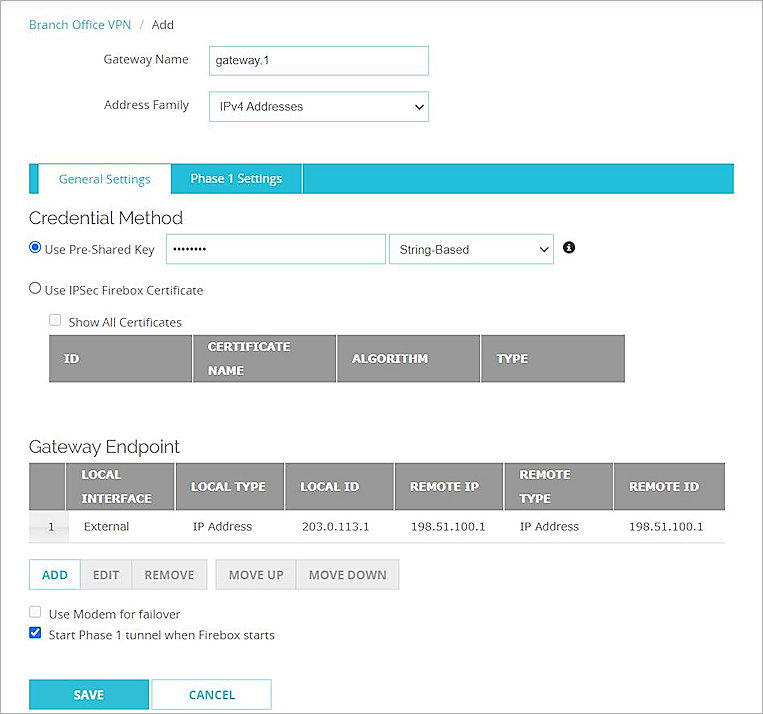 Branch Office VPN / Add
Gateway Name gateway.1
Address Family IPv4 Addresses
General Settings Phase 1 Settings
Credential Method
Use Pre-Shared Key •••••••• String-Based
Use IPSec Firebox Certificate
Show All Certificates
ID CERTIFICATE NAME ALGORITHM TYPE
Gateway Endpoint
LOCAL INTERFACE LOCAL TYPE LOCAL ID REMOTE IP REMOTE TYPE REMOTE ID
1 External IP Address 203.0.113.1 198.51.100.1 IP Address 198.51.100.1
ADD EDIT REMOVE MOVE UP MOVE DOWN
Use Modem for failover
Start Phase 1 tunnel when Firebox starts
SAVE CANCEL